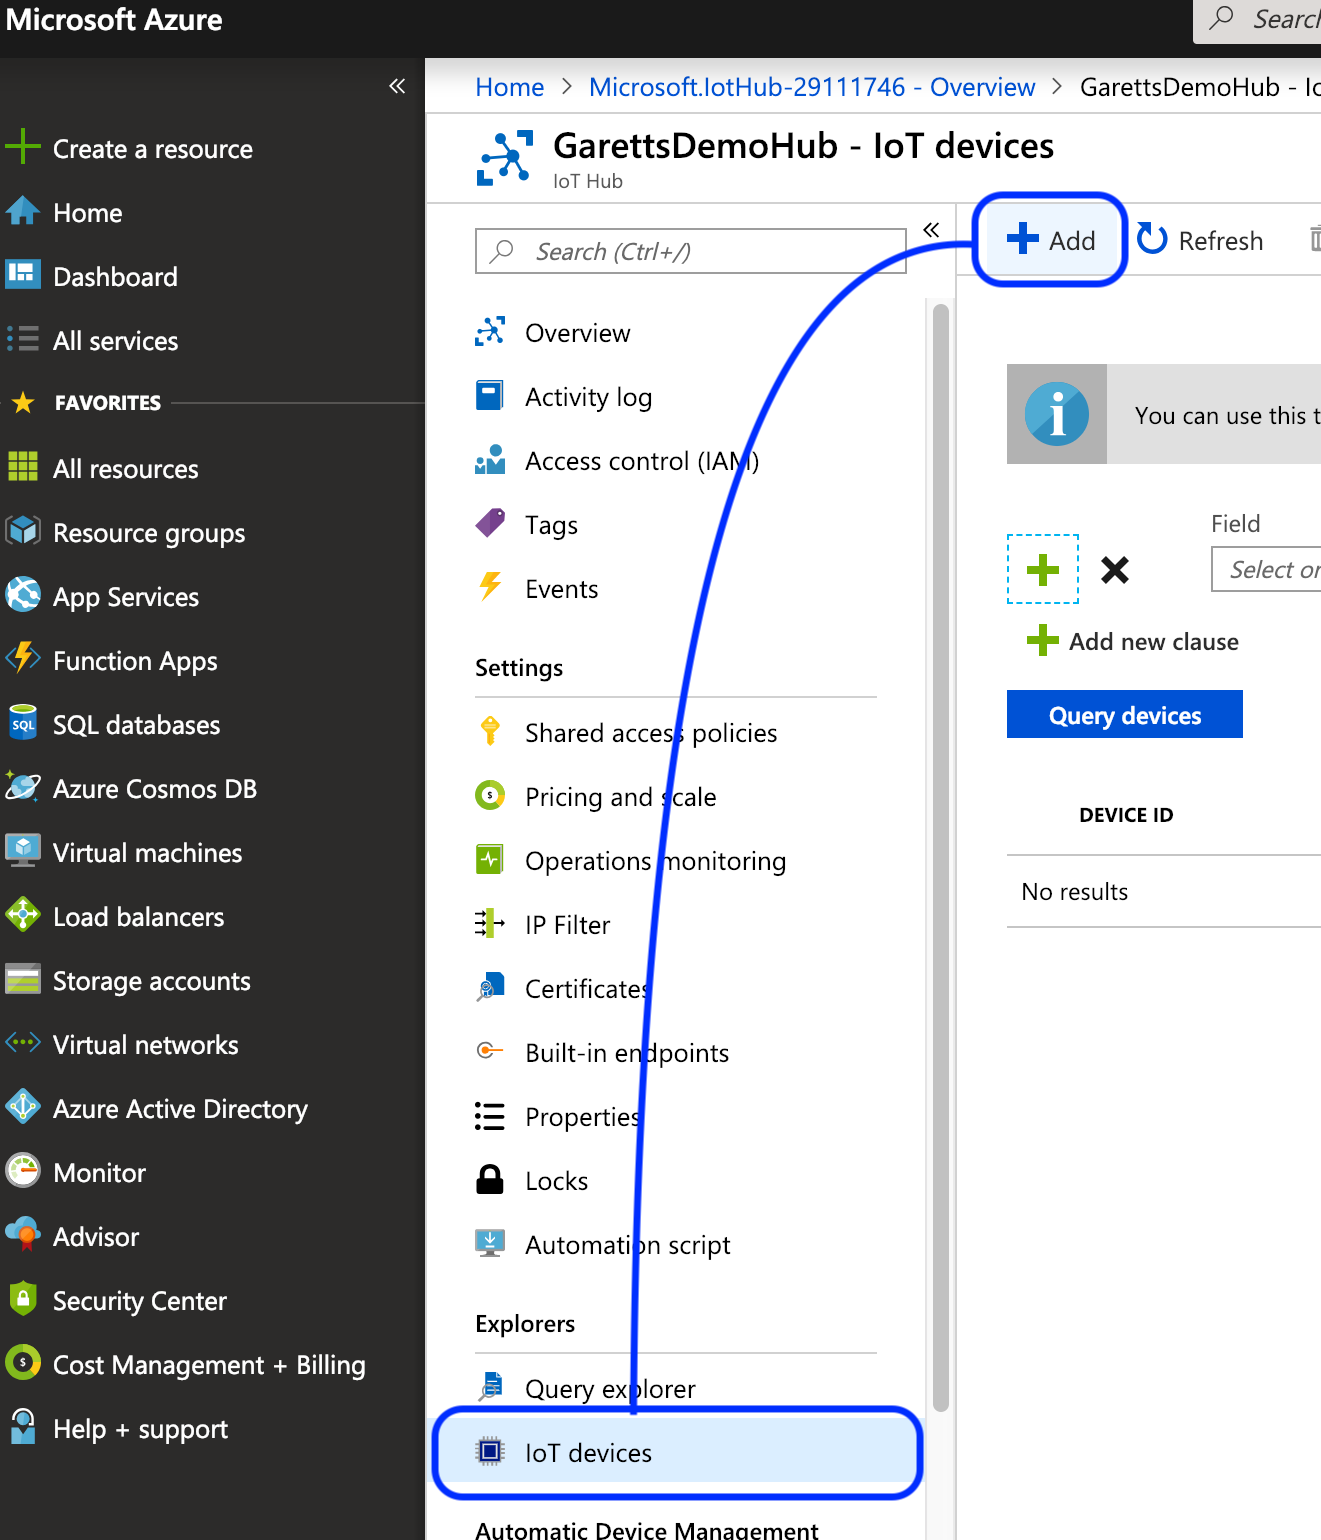 Microsoft Azure
Search
Home > Microsoft.IotHub-29111746 - Overview > GarettsDemoHub - Io
GarettsDemoHub - IoT devices
IoT Hub
Create a resource
Home
Dashboard
All services
FAVORITES
All resources
Resource groups
App Services
Function Apps
SQL databases
Azure Cosmos DB
Virtual machines
Load balancers
Storage accounts
Virtual networks
Azure Active Directory
Monitor
Advisor
Security Center
Cost Management + Billing
Help + support
Search (Ctrl+/)
Overview
Activity log
Access control (IAM)
Tags
Events
Settings
Shared access policies
Pricing and scale
Operations monitoring
IP Filter
Certificates
Built-in endpoints
Properties
Locks
Automation script
Explorers
Query explorer
IoT devices
Automatic Device Management
Add
Refresh
You can use this t
Field
Select or
Add new clause
Query devices
DEVICE ID
No results